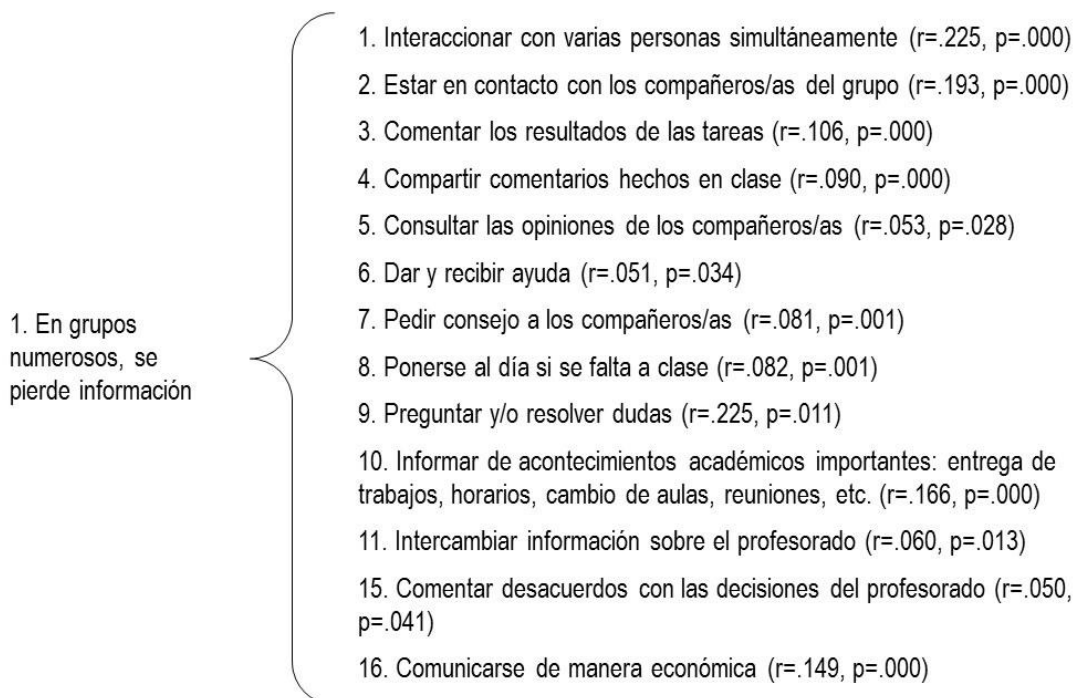 1. En grupos
numerosos, se
pierde información
1. Interaccionar con varias personas simultáneamente (r=.225, p=.000)
2. Estar en contacto con los compañeros/as del grupo (r=.193, p=.000)
3. Comentar los resultados de las tareas (r=.106, p=.000)
4. Compartir comentarios hechos en clase (r=.090, p=.000)
5. Consultar las opiniones de los compañeros/as (r=.053, p=.028)
6. Dar y recibir ayuda (r=.051, p=.034)
7. Pedir consejo a los compañeros/as (r=.081, p=.001)
8. Ponerse al día si se falta a clase (r=.082, p=.001)
9. Preguntar y/o resolver dudas (r=.225, p=.011)
10. Informar de acontecimientos académicos importantes: entrega de
trabajos, horarios, cambio de aulas, reuniones, etc. (r=.166, p=.000)
11. Intercambiar información sobre el profesorado (r=.060, p=.013)
15. Comentar desacuerdos con las decisiones del profesorado (r=.050,
p=.041)
16. Comunicarse de manera económica (r=.149, p=.000)